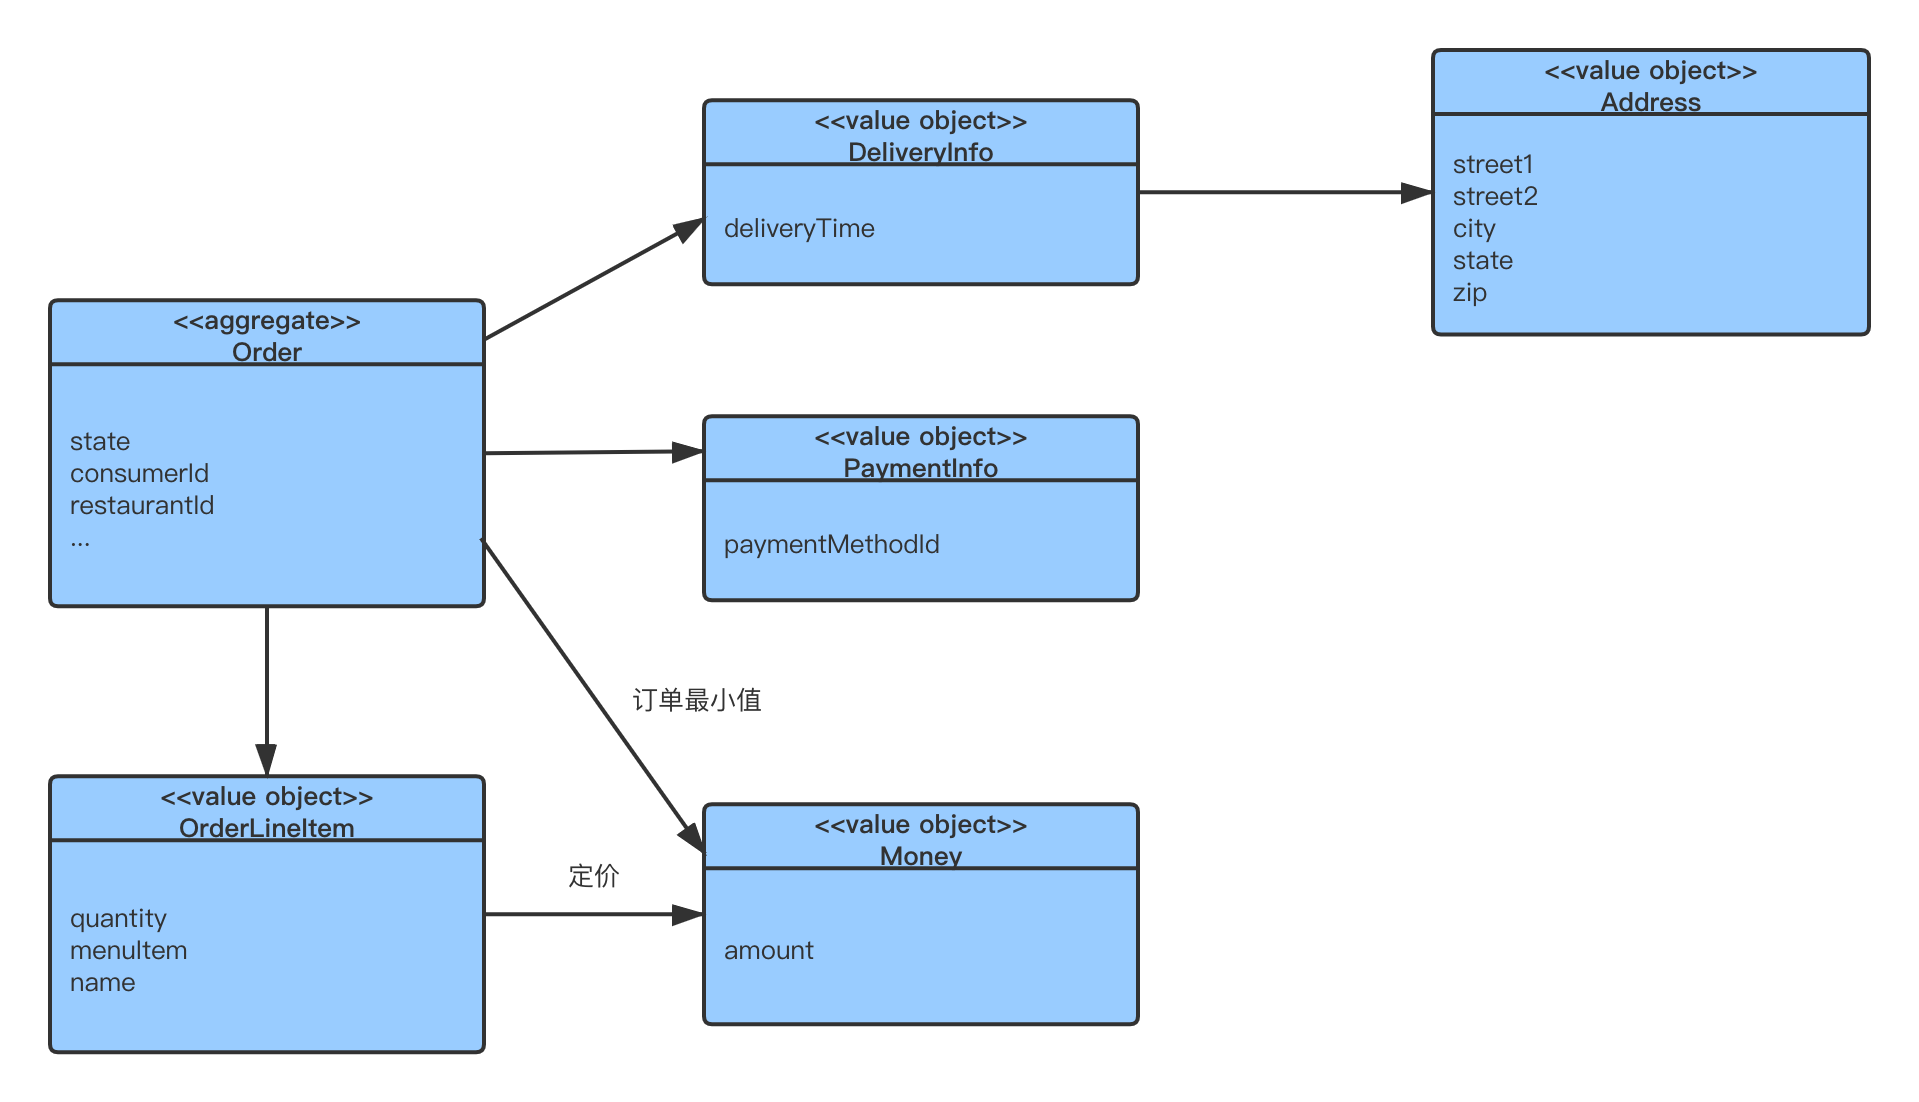 <<value object>>
Address
street1
street2
city
state
zip
<<value object>>
DeliveryInfo
deliveryTime
<<aggregate>>
Order
state
consumerId
restaurantId
...
<<value object>>
PaymentInfo
paymentMethodId
订单最小值
<<value object>>
OrderLineItem
quantity
menuItem
name
定价
<<value object>>
Money
amount